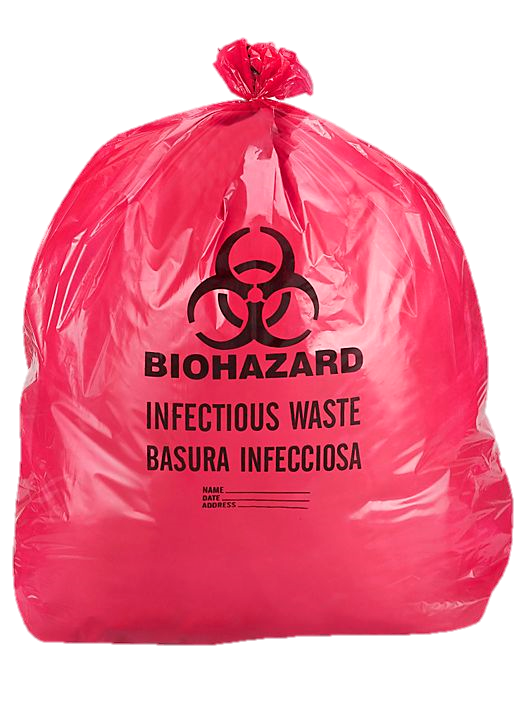 BIOHAZARD
INFECTIOUS WASTE
BASURA INFECCIOSA
NAME
DATE
ADDRESS